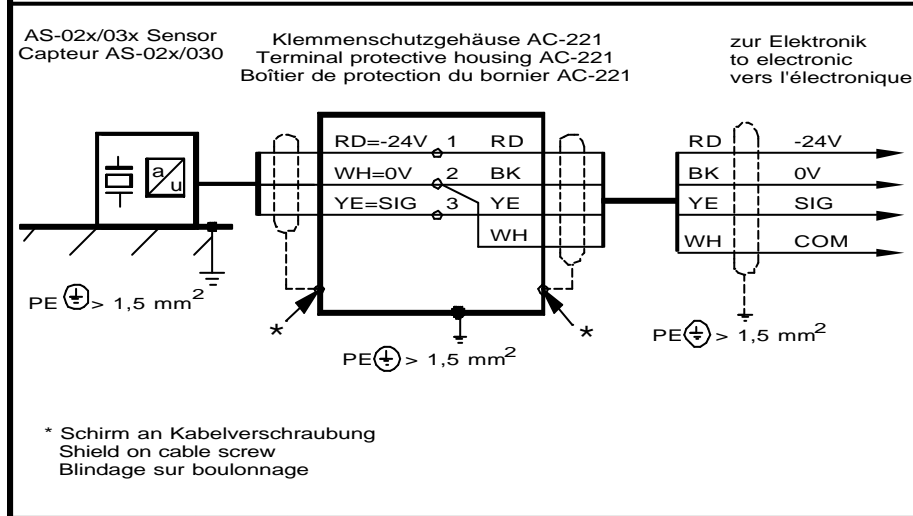 AS-02x/03x Sensor
Capteur AS-02x/030
Klemmenschutzgehäuse AC-221
Terminal protective housing AC-221
Boîtier de protection du bornier AC-221
zur Elektronik
to electronic
vers l'électronique
RD=-24V 1 RD
WH=0V 2 BK
YE=SIG 3 YE
WH
a/u
RD -24V
BK 0V
YE SIG
WH COM
PE > 1,5 mm²
*
*
PE > 1,5 mm²
PE > 1,5 mm²
* Schirm an Kabelverschraubung
Shield on cable screw
Blindage sur boulonnage